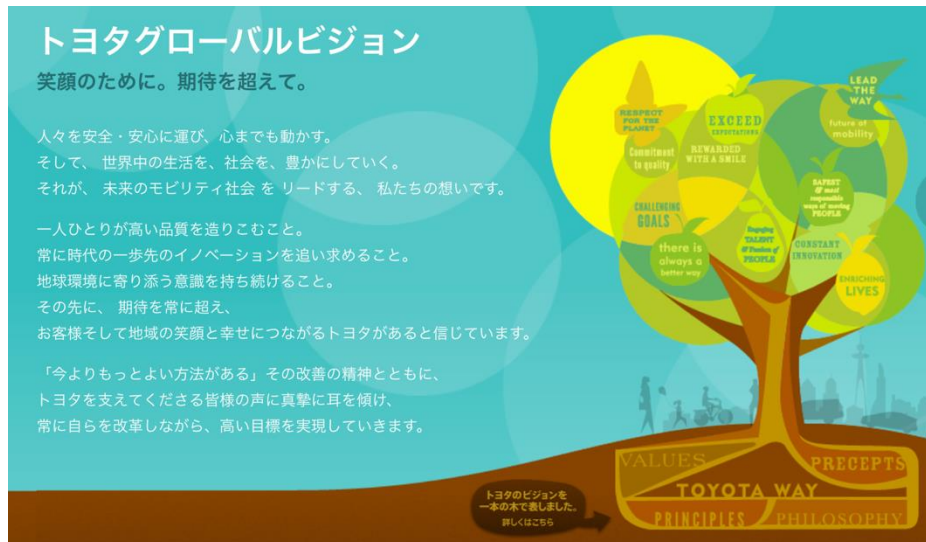 トヨタグローバルビジョン
笑顔のために。期待を超えて。
人々を安全・安心に運び、心までも動かす。
そして、 世界中の生活を、社会を、豊かにしていく。
それが、 未来のモビリティ社会 を リードする、 私たちの想いです。
一人ひとりが高い品質を造りこむこと。
常に時代の一歩先のイノベーションを追い求めること。
地球環境に寄り添う意識を持ち続けること。
その先に、 期待を常に超え、
お客様そして地域の笑顔と幸せにつながるトヨタがあると信じています。
「今よりもっとよい方法がある」その改善の精神とともに、
トヨタを支えてくださる皆様の声に真摯に耳を傾け、
常に自らを改革しながら、高い目標を実現していきます。
LEAD
THE
WAY
future of
mobility
RESPECT
FOR THE
PLANET
EXCEED
EXPECTATIONS
Commitment
to quality
REWARDED
WITH A SMILE
SAFEST
& most
responsible
ways of moving
PEOPLE
CHALLENGING
GOALS
Engaging
TALENT
& Passion of
PEOPLE
there is
always a
better way
CONSTANT
INNOVATION
ENRICHING
LIVES
VALUES
PRECEPTS
TOYOTA WAY
PRINCIPLES
PHILOSOPHY
トヨタのビジョンを
一本の木で表しました。
詳しくはこちら